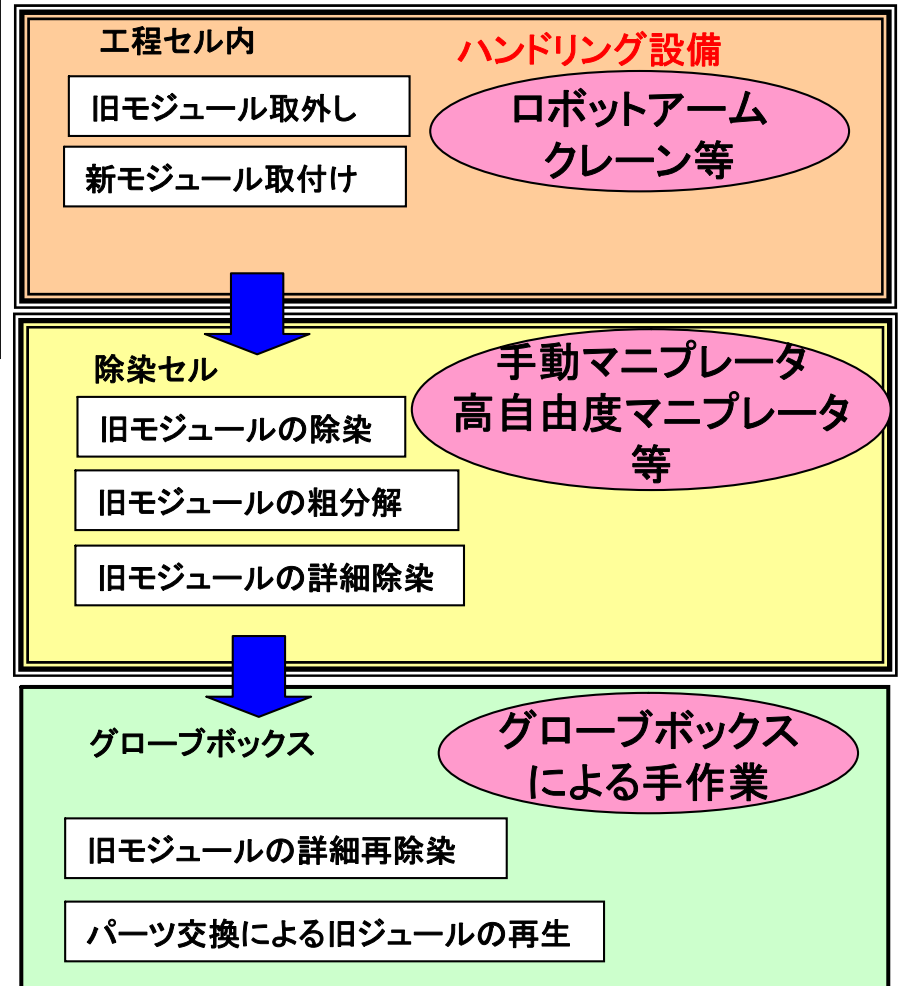 工程セル内
ハンドリング設備
旧モジュール取外し
ロボットアーム
クレーン等
新モジュール取付け
除染セル
手動マニプレータ
高自由度マニプレータ
等
旧モジュールの除染
旧モジュールの粗分解
旧モジュールの詳細除染
グローブボックス
グローブボックス
による手作業
旧モジュールの詳細再除染
パーツ交換による旧ジュールの再生